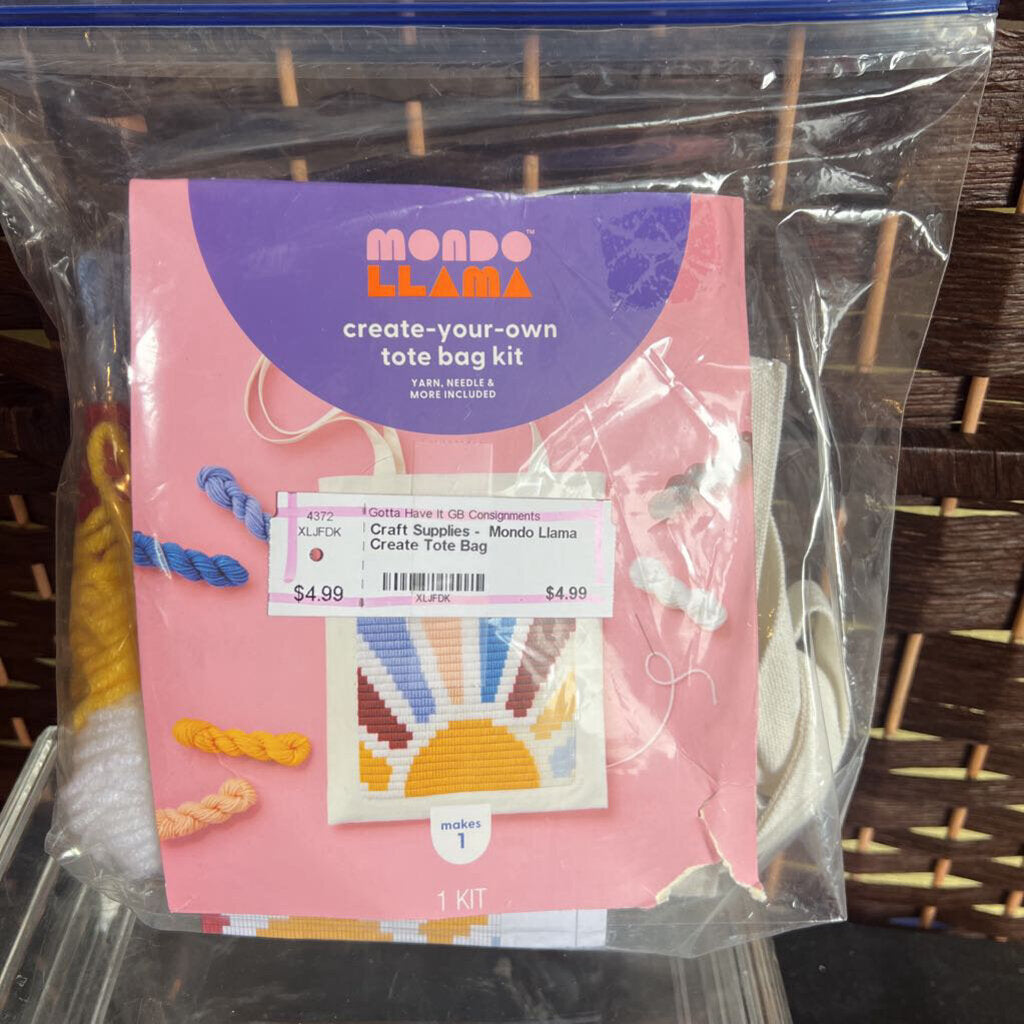 MONDO™
LLAMA
create-your-own
tote bag kit
YARN, NEEDLE &
MORE INCLUDED
4372
XLJFDK
$4.99
Gotta Have It GB Consignments
Craft Supplies - Mondo Llama
Create Tote Bag
XLJFDK
$4.99
makes
1
1 KIT